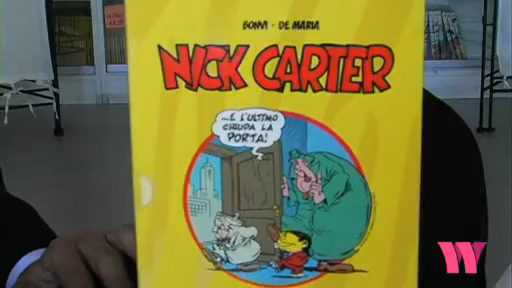 BONVI - DE MARIA
NICK CARTER
...E L'ULTIMO
CHIUDA LA
PORTA!
W